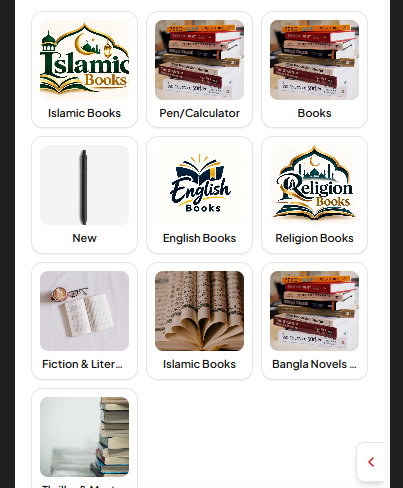 Islamic
Books
Islamic Books
Pen/Calculator
Books
New
English
Books
English Books
Religion
Books
Religion Books
Fiction & Liter...
Islamic Books
Bangla Novels ...